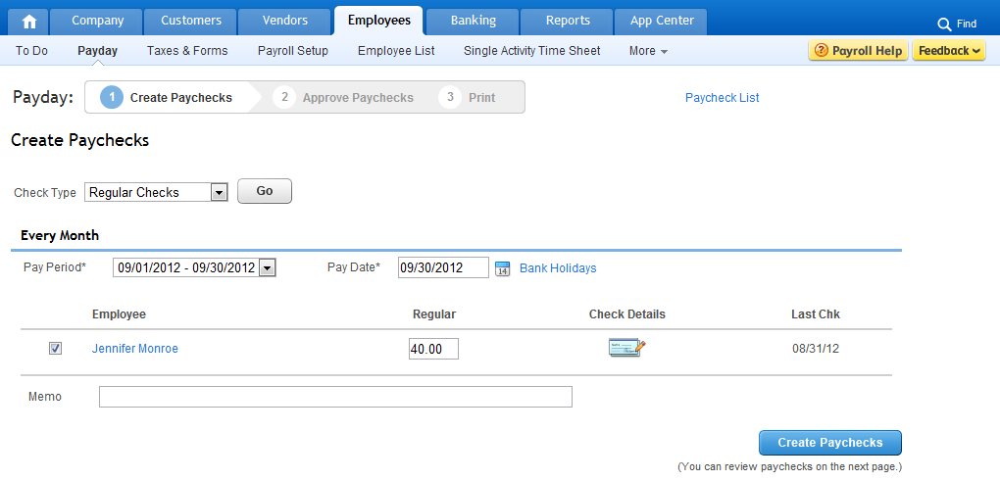 Company Customers Vendors Employees Banking Reports App Center Find
To Do Payday Taxes & Forms Payroll Setup Employee List Single Activity Time Sheet More Payroll Help Feedback
Payday: 1 Create Paychecks 2 Approve Paychecks 3 Print Paycheck List
Create Paychecks
Check Type Regular Checks Go
Every Month
Pay Period* 09/01/2012 - 09/30/2012 Pay Date* 09/30/2012 14 Bank Holidays
Employee Regular Check Details Last Chk
Jennifer Monroe 40.00 08/31/12
Memo
Create Paychecks
(You can review paychecks on the next page.)